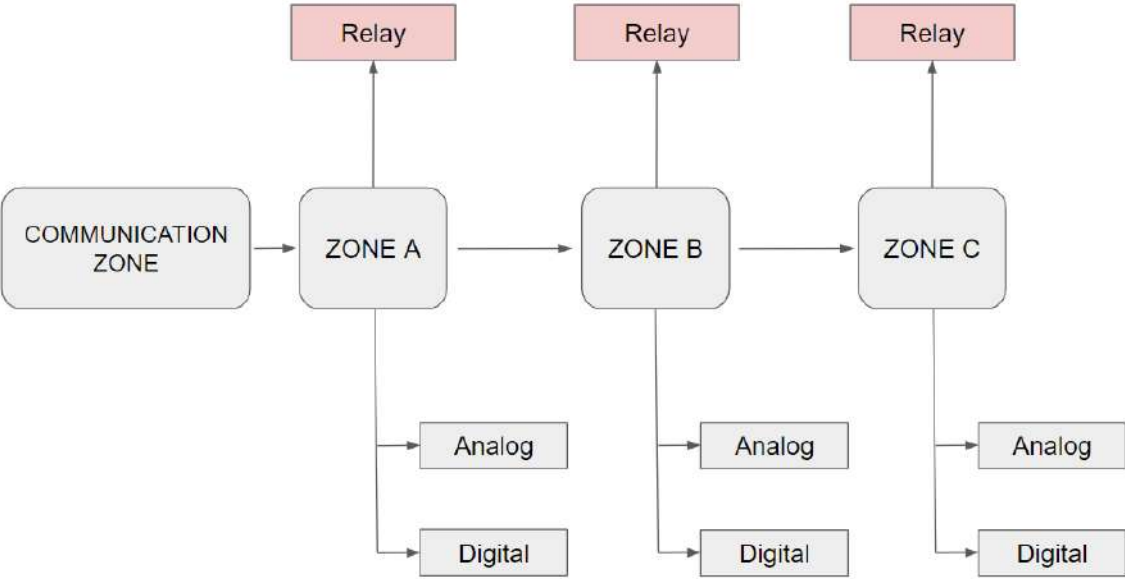 Relay
Relay
Relay
COMMUNICATION
ZONE
ZONE A
ZONE B
ZONE C
Analog
Analog
Analog
Digital
Digital
Digital